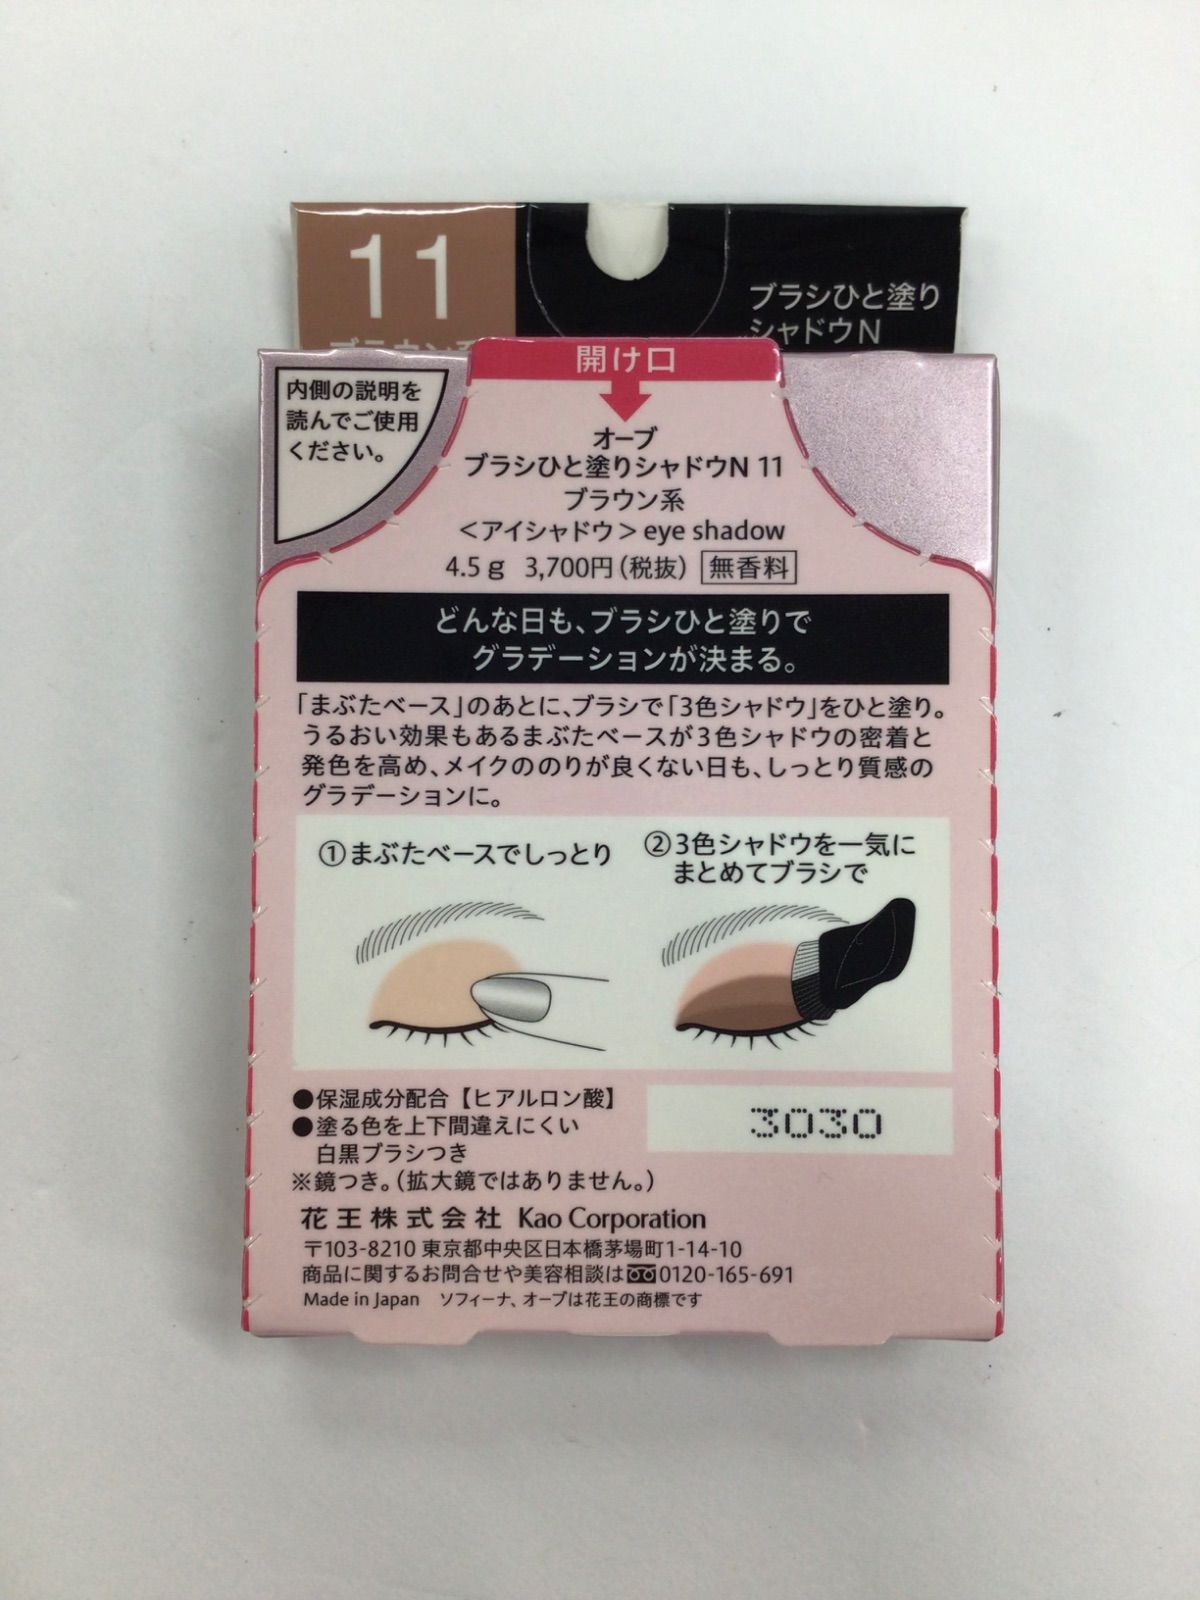 11
ブラウン系
ブラシひと塗り
シャドウN
開け口
内側の説明を
読んでご使用
ください。
オーブ
ブラシひと塗りシャドウN 11
ブラウン系
＜アイシャドウ＞eye shadow
4.5g 3,700円（税抜） 無香料
どんな日も、ブラシひと塗りで
グラデーションが決まる。
「まぶたベース」のあとに、ブラシで「3色シャドウ」をひと塗り。
うるおい効果もあるまぶたベースが3色シャドウの密着と
発色を高め、メイクののりが良くない日も、しっとり質感の
グラデーションに。
①まぶたベースでしっとり
②3色シャドウを一気に
まとめてブラシで
●保湿成分配合【ヒアルロン酸】
●塗る色を上下間違えにくい
白黒ブラシつき
※鏡つき。（拡大鏡ではありません。）
3030
花王株式会社 Kao Corporation
〒103-8210 東京都中央区日本橋茅場町1-14-10
商品に関するお問合せや美容相談は0120-165-691
Made in Japan ソフィーナ、オーブは花王の商標です